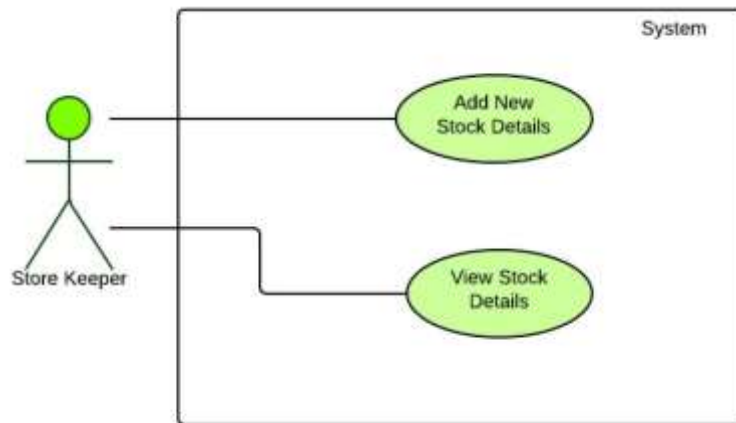 System
Add New
Stock Details
Store Keeper
View Stock
Details